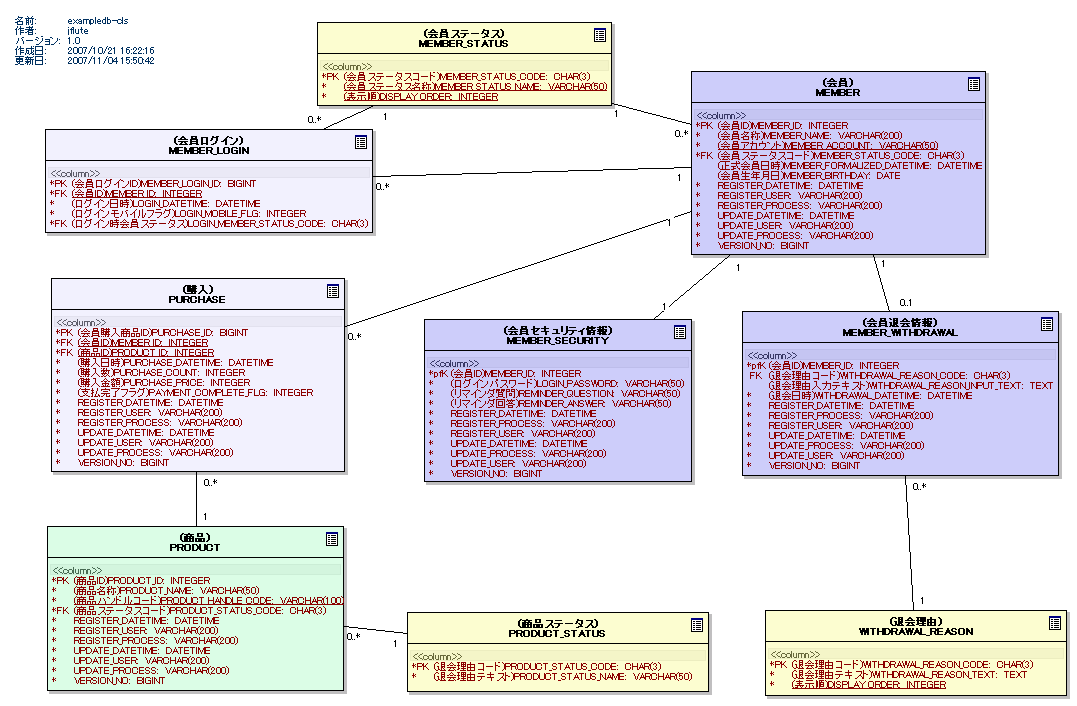 名前: exampledb-cls
作者: jflute
バージョン: 1.0
作成日: 2007/10/21 16:22:16
更新日: 2007/11/04 15:50:42
(会員ステータス)
MEMBER_STATUS
<<column>>
*PK (会員ステータスコード)MEMBER_STATUS_CODE: CHAR(3)
* (会員ステータス名称)MEMBER_STATUS_NAME: VARCHAR(50)
* (表示順)DISPLAY_ORDER: INTEGER
0..*
1
1
0..*
(会員)
MEMBER
<<column>>
*PK (会員ID)MEMBER_ID: INTEGER
* (会員名称)MEMBER_NAME: VARCHAR(200)
* (会員アカウント)MEMBER_ACCOUNT: VARCHAR(50)
*FK (会員ステータスコード)MEMBER_STATUS_CODE: CHAR(3)
(正式会員日時)MEMBER_FORMALIZED_DATETIME: DATETIME
(会員生年月日)MEMBER_BIRTHDAY: DATE
* REGISTER_DATETIME: DATETIME
* REGISTER_USER: VARCHAR(200)
* REGISTER_PROCESS: VARCHAR(200)
* UPDATE_DATETIME: DATETIME
* UPDATE_USER: VARCHAR(200)
* UPDATE_PROCESS: VARCHAR(200)
* VERSION_NO: BIGINT
(会員ログイン)
MEMBER_LOGIN
<<column>>
*PK (会員ログインID)MEMBER_LOGIN_ID: BIGINT
*FK (会員ID)MEMBER_ID: INTEGER
* (ログイン日時)LOGIN_DATETIME: DATETIME
* (ログインモバイルフラグ)LOGIN_MOBILE_FLG: INTEGER
*FK (ログイン時会員ステータス)LOGIN_MEMBER_STATUS_CODE: CHAR(3)
0..*
1
1
0..*
1
1
1
0..1
(購入)
PURCHASE
<<column>>
*PK (会員購入商品ID)PURCHASE_ID: BIGINT
*FK (会員ID)MEMBER_ID: INTEGER
*FK (商品ID)PRODUCT_ID: INTEGER
* (購入日時)PURCHASE_DATETIME: DATETIME
* (購入数)PURCHASE_COUNT: INTEGER
* (購入金額)PURCHASE_PRICE: INTEGER
* (支払完了フラグ)PAYMENT_COMPLETE_FLG: INTEGER
* REGISTER_DATETIME: DATETIME
* REGISTER_USER: VARCHAR(200)
* REGISTER_PROCESS: VARCHAR(200)
* UPDATE_DATETIME: DATETIME
* UPDATE_USER: VARCHAR(200)
* UPDATE_PROCESS: VARCHAR(200)
* VERSION_NO: BIGINT
(会員セキュリティ情報)
MEMBER_SECURITY
<<column>>
*pfK (会員ID)MEMBER_ID: INTEGER
* (ログインパスワード)LOGIN_PASSWORD: VARCHAR(50)
* (リマインダ質問)REMINDER_QUESTION: VARCHAR(50)
* (リマインダ回答)REMINDER_ANSWER: VARCHAR(50)
* REGISTER_DATETIME: DATETIME
* REGISTER_PROCESS: VARCHAR(200)
* REGISTER_USER: VARCHAR(200)
* UPDATE_DATETIME: DATETIME
* UPDATE_PROCESS: VARCHAR(200)
* UPDATE_USER: VARCHAR(200)
* VERSION_NO: BIGINT
(会員退会情報)
MEMBER_WITHDRAWAL
<<column>>
*pfK (会員ID)MEMBER_ID: INTEGER
FK (退会理由コード)WITHDRAWAL_REASON_CODE: CHAR(3)
(退会理由入力テキスト)WITHDRAWAL_REASON_INPUT_TEXT: TEXT
* (退会日時)WITHDRAWAL_DATETIME: DATETIME
* REGISTER_DATETIME: DATETIME
* REGISTER_PROCESS: VARCHAR(200)
* REGISTER_USER: VARCHAR(200)
* UPDATE_DATETIME: DATETIME
* UPDATE_PROCESS: VARCHAR(200)
* UPDATE_USER: VARCHAR(200)
* VERSION_NO: BIGINT
0..*
1
0..*
1
(商品)
PRODUCT
<<column>>
*PK (商品ID)PRODUCT_ID: INTEGER
* (商品名称)PRODUCT_NAME: VARCHAR(50)
* (商品ハンドルコード)PRODUCT_HANDLE_CODE: VARCHAR(100)
*FK (商品ステータスコード)PRODUCT_STATUS_CODE: CHAR(3)
* REGISTER_DATETIME: DATETIME
* REGISTER_USER: VARCHAR(200)
* REGISTER_PROCESS: VARCHAR(200)
* UPDATE_DATETIME: DATETIME
* UPDATE_USER: VARCHAR(200)
* UPDATE_PROCESS: VARCHAR(200)
* VERSION_NO: BIGINT
0..*
1
(商品ステータス)
PRODUCT_STATUS
<<column>>
*PK (退会理由コード)PRODUCT_STATUS_CODE: CHAR(3)
* (退会理由テキスト)PRODUCT_STATUS_NAME: VARCHAR(50)
(退会理由)
WITHDRAWAL_REASON
<<column>>
*PK (退会理由コード)WITHDRAWAL_REASON_CODE: CHAR(3)
* (退会理由テキスト)WITHDRAWAL_REASON_TEXT: TEXT
* (表示順)DISPLAY_ORDER: INTEGER